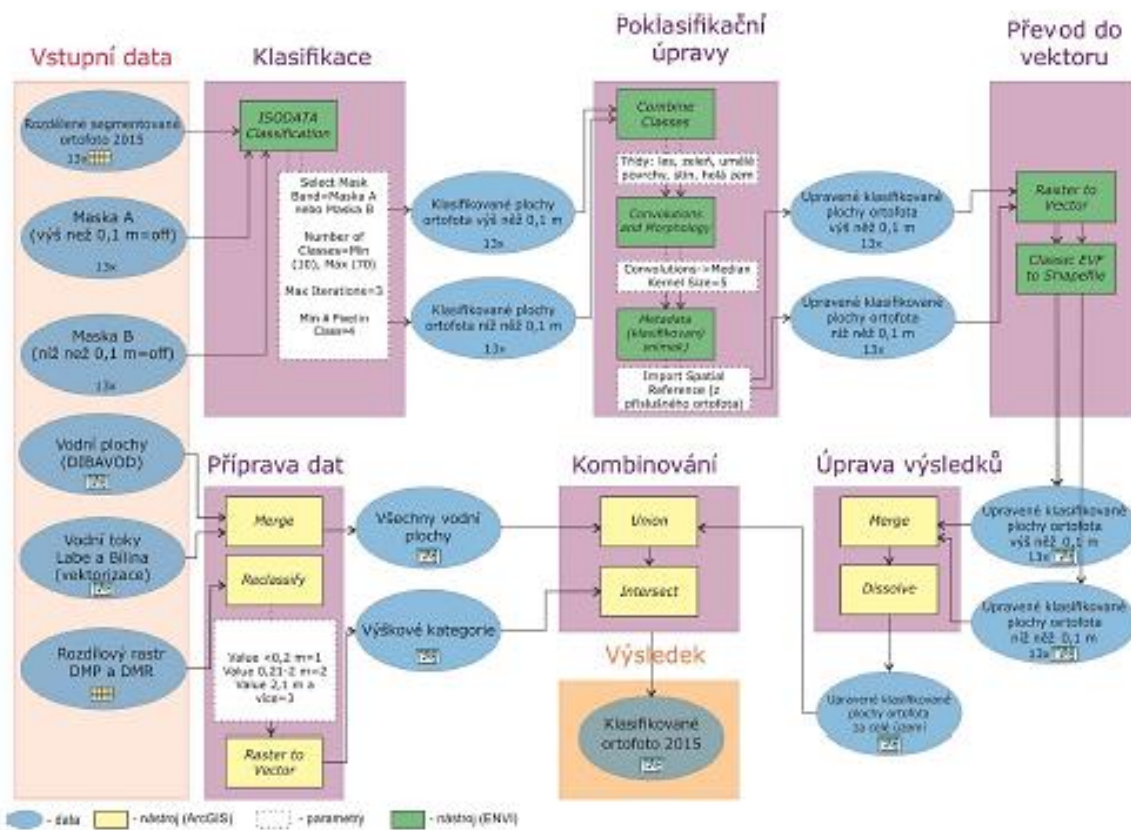 Vstupní data
Rozdělené segmentované
ortofoto 2015
13x
Maska A
(výš než 0,1 m=off)
13x
Maska B
(níž než 0,1 m=off)
13x
Vodní plochy
(DIBAVOD)
Vodní toky
Labe a Bílina
(vektorizace)
Rozdílový rastr
DMP a DMR
Klasifikace
ISODATA
Classification
Select Mask
Band=Maska A
nebo Maska B
Number of
Classes=Min
(10), Max (70)
Max Iterations=3
Min # Pixel in
Class=4
Klasifikované plochy
ortofota výš něž 0,1 m
13x
Klasifikované plochy
ortofota níž něž 0,1 m
13x
Poklasifikační
úpravy
Combine
Classes
Třídy: les, zeleň, umělé
povrchy, stín, holá zem
Convolutions
and Morphology
Convolutions->Median
Kernel Size=5
Metadata
(klasifikovaný
snímek)
Import Spatial
Reference (z
příslušného ortofota)
Upravené klasifikované
plochy ortofota
výš něž 0,1 m
13x
Upravené klasifikované
plochy ortofota
níž něž 0,1 m
13x
Převod do
vektoru
Raster to
Vector
Classic EVF
to Shapefile
Příprava dat
Merge
Reclassify
Value <0,2 m=1
Value 0,21-2 m=2
Value 2,1 m a
více=3
Raster to
Vector
Všechny vodní
plochy
Výškové kategorie
Kombinování
Union
Intersect
Výsledek
Klasifikované
ortofoto 2015
Úprava výsledků
Merge
Dissolve
Upravené klasifikované
plochy ortofota
výš něž 0,1 m
13x
Upravené klasifikované
plochy ortofota
níž něž 0,1 m
13x
Upravené klasifikované
plochy ortofota
za celé území
- data
- nástroj (ArcGIS)
- parametry
- nástroj (ENVI)